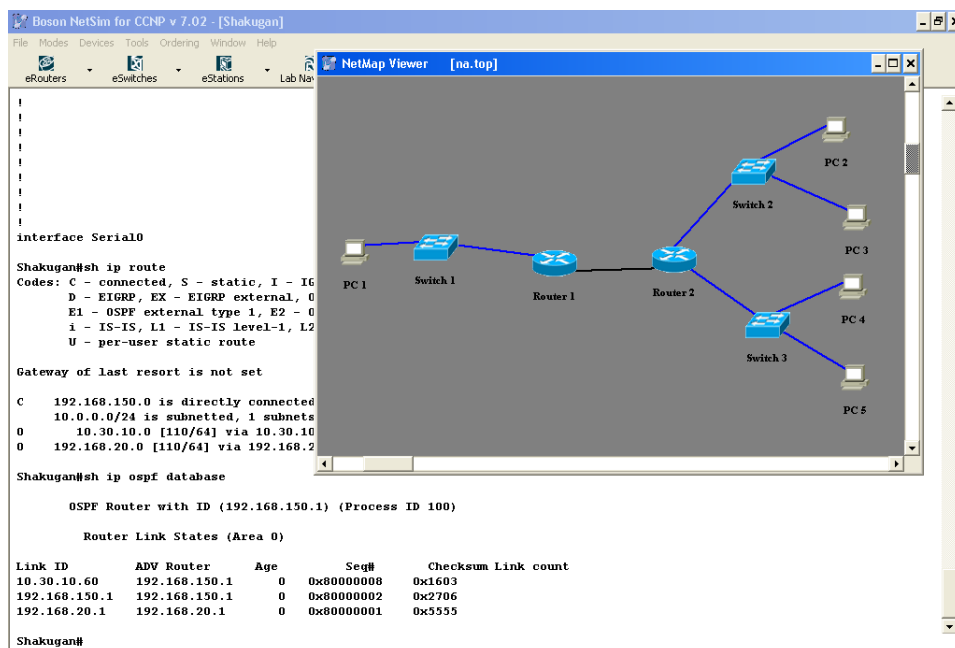 Boson NetSim for CCNP v 7.02 - [Shakugan]
File Modes Devices Tools Ordering Window Help
eRouters eSwitches eStations Lab Nav
!
!
!
!
!
!
!
!
!
interface Serial0
Shakugan#sh ip route
Codes: C - connected, S - static, I - IG
D - EIGRP, EX - EIGRP external, O
E1 - OSPF external type 1, E2 - O
i - IS-IS, L1 - IS-IS level-1, L2
U - per-user static route
Gateway of last resort is not set
C 192.168.150.0 is directly connected
10.0.0.0/24 is subnetted, 1 subnets
O 10.30.10.0 [110/64] via 10.30.10
O 192.168.20.0 [110/64] via 192.168.2
Shakugan#sh ip ospf database
OSPF Router with ID (192.168.150.1) (Process ID 100)
Router Link States (Area 0)
Link ID ADV Router Age Seq# Checksum Link count
10.30.10.60 192.168.150.1 0 0x80000008 0x1603
192.168.150.1 192.168.150.1 0 0x80000002 0x2706
192.168.20.1 192.168.20.1 0 0x80000001 0x5555
Shakugan#
NetMap Viewer [na.top]
PC 2
Switch 2
PC 3
PC 1
Switch 1
Router 1
Router 2
PC 4
Switch 3
PC 5